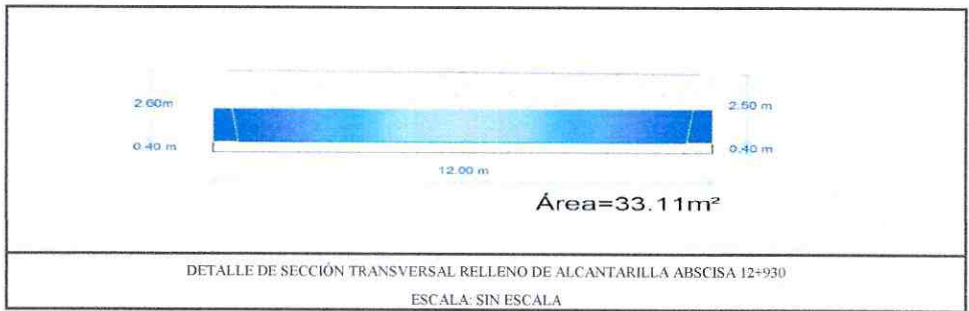 2.60m
2.50 m
0.40 m
0.40 m
12.00 m
Área=33.11m²
DETALLE DE SECCIÓN TRANSVERSAL RELLENO DE ALCANTARILLA ABSCISA 12+930
ESCALA: SIN ESCALA